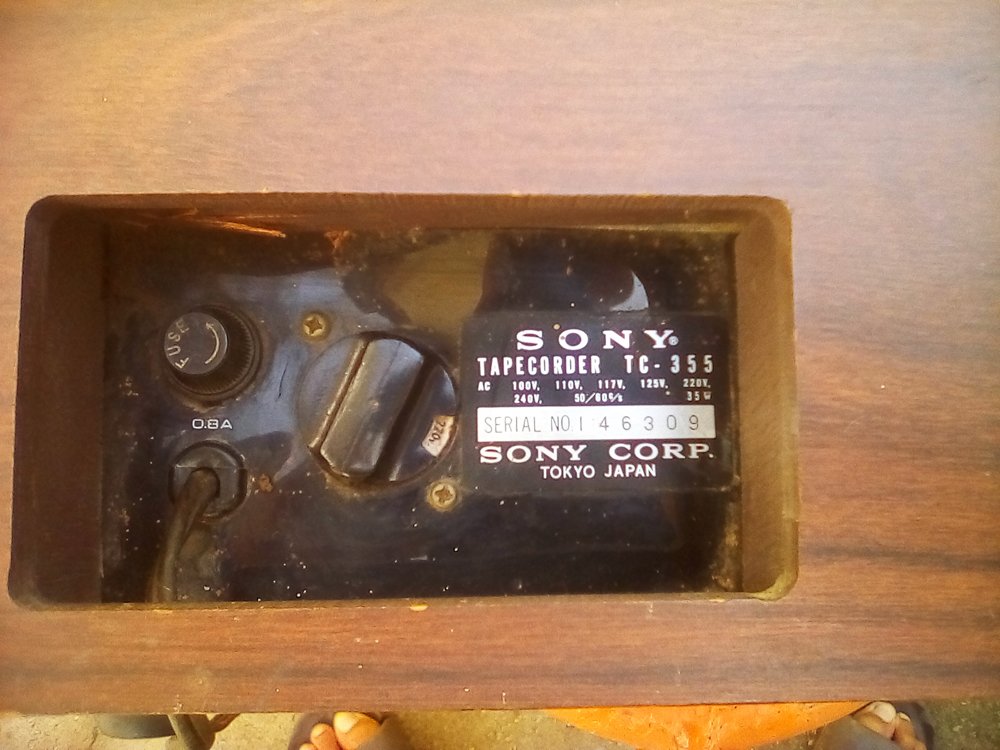 FUSE
0.8A
220V.
SONY®
TAPECORDER TC-355
AC 100V, 110V, 117V, 125V, 220V,
240V, 50/60c/s 35W
SERIAL NO. 146309
SONY CORP.
TOKYO JAPAN